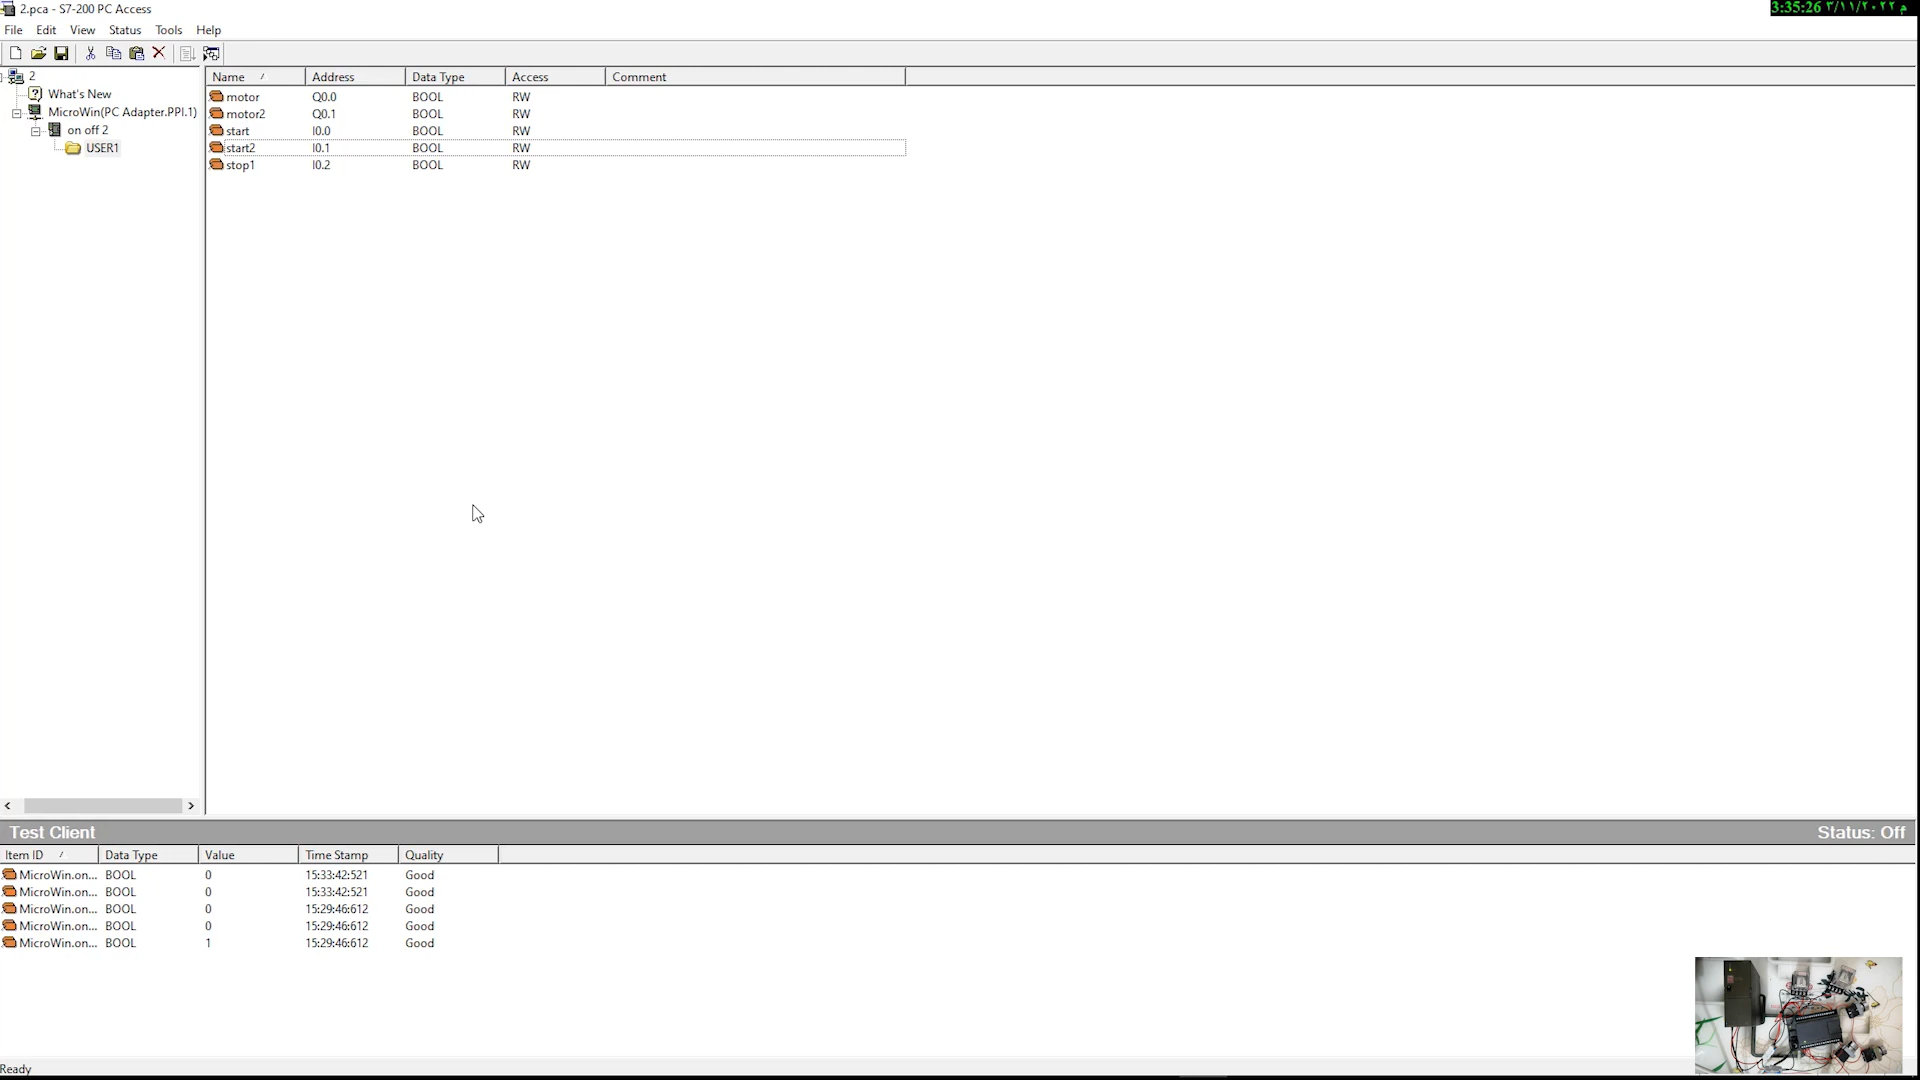 2.pca - S7-200 PC Access
3:35:26 م ٣/١١/٢٠٢٢
File Edit View Status Tools Help
2
What's New
MicroWin(PC Adapter.PPI.1)
on off 2
USER1
Name Address Data Type Access Comment
motor Q0.0 BOOL RW
motor2 Q0.1 BOOL RW
start I0.0 BOOL RW
start2 I0.1 BOOL RW
stop1 I0.2 BOOL RW
Test Client Status: Off
Item ID Data Type Value Time Stamp Quality
MicroWin.on... BOOL 0 15:33:42:521 Good
MicroWin.on... BOOL 0 15:33:42:521 Good
MicroWin.on... BOOL 0 15:29:46:612 Good
MicroWin.on... BOOL 0 15:29:46:612 Good
MicroWin.on... BOOL 1 15:29:46:612 Good
Ready